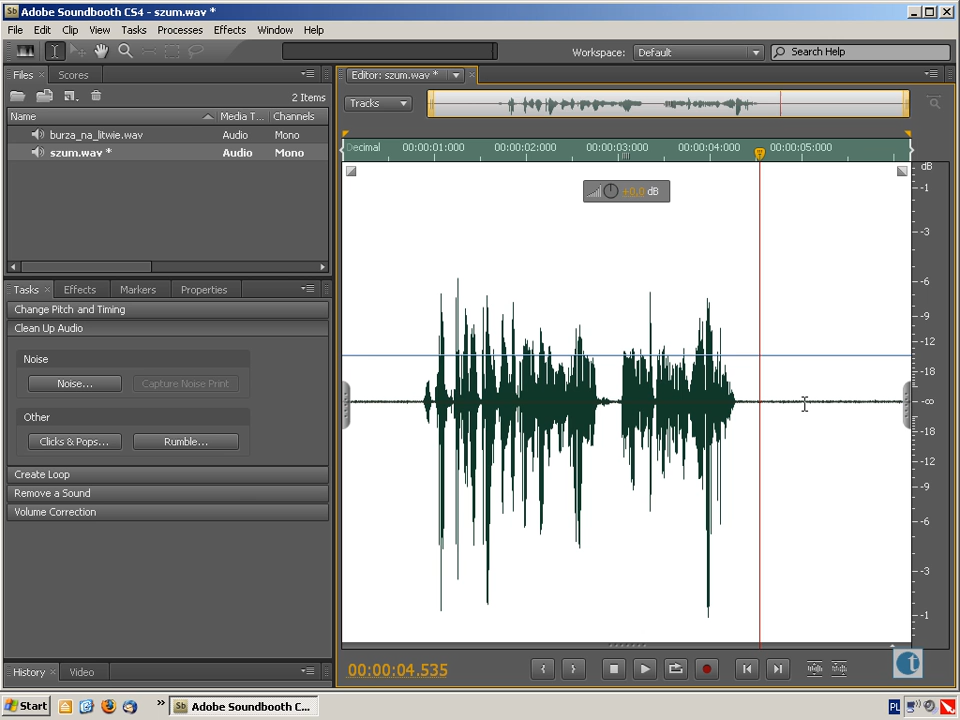 Sb Adobe Soundbooth CS4 - szum.wav *
File Edit Clip View Tasks Processes Effects Window Help
Workspace: Default Search Help
Files Scores Editor: szum.wav *
2 Items
Tracks
Name Media T... Channels
burza_na_litwie.wav Audio Mono
szum.wav * Audio Mono
Decimal 00:00:01:000 00:00:02:000 00:00:03:000 00:00:04:000 00:00:05:000
dB
-1
+0,0 dB
-3
-6
-9
-12
-18
-∞
-18
-12
-9
-6
-3
-1
Tasks Effects Markers Properties
Change Pitch and Timing
Clean Up Audio
Noise
Noise... Capture Noise Print
Other
Clicks & Pops... Rumble...
Create Loop
Remove a Sound
Volume Correction
History Video
00:00:04.535
t
Start » Sb Adobe Soundbooth C... PL